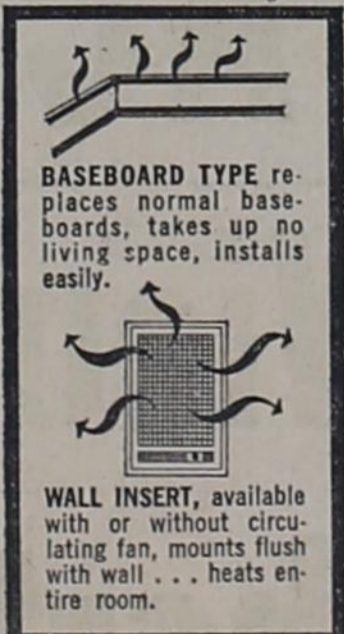 BASEBOARD TYPE re-
places normal base-
boards, takes up no
living space, installs
easily.
WALL INSERT, available
with or without circu-
lating fan, mounts flush
with wall . . . heats en-
tire room.